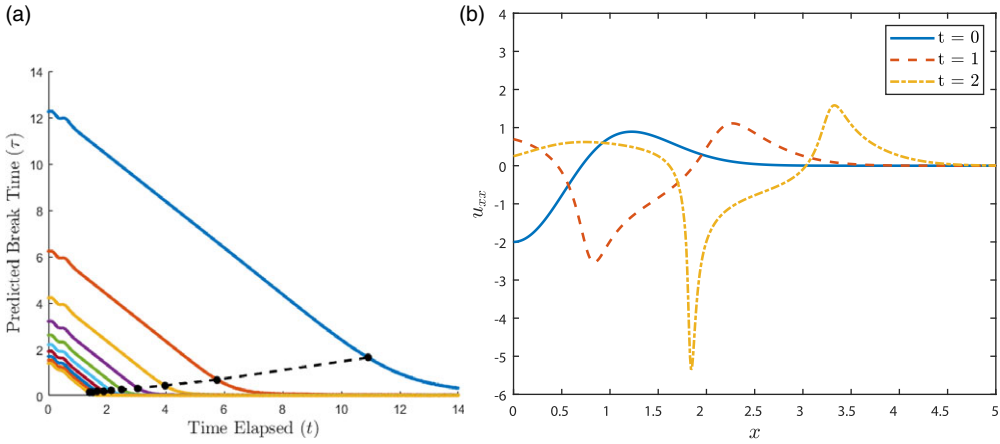 (a)
14
12
10
8
6
4
2
0
Predicted Break Time (τ)
0 2 4 6 8 10 12 14
Time Elapsed (t)
(b)
4
3
2
1
0
-1
-2
-3
-4
-5
-6
u_{xx}
t = 0
t = 1
t = 2
0 0.5 1 1.5 2 2.5 3 3.5 4 4.5 5
x